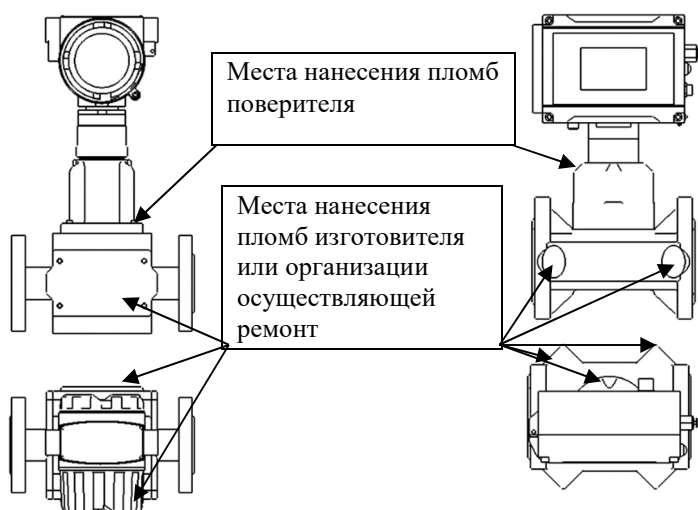 Места нанесения пломб
поверителя
Места нанесения
пломб изготовителя
или организации
осуществляющей
ремонт